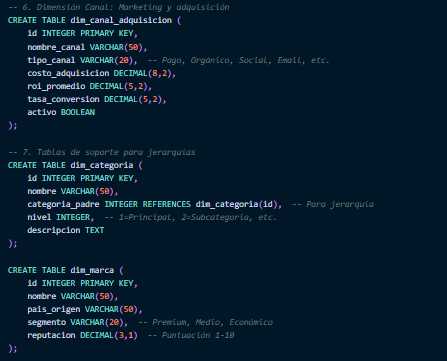 -- 6. Dimensión Canal: Marketing y adquisición
CREATE TABLE dim_canal_adquisicion (
    id INTEGER PRIMARY KEY,
    nombre_canal VARCHAR(50),
    tipo_canal VARCHAR(20),  -- Pago, Orgánico, Social, Email, etc.
    costo_adquisicion DECIMAL(8,2),
    roi_promedio DECIMAL(5,2),
    tasa_conversion DECIMAL(5,2),
    activo BOOLEAN
);
-- 7. Tablas de soporte para jerarquías
CREATE TABLE dim_categoria (
    id INTEGER PRIMARY KEY,
    nombre VARCHAR(50),
    categoria_padre INTEGER REFERENCES dim_categoria(id),  -- Para jerarquía
    nivel INTEGER,  -- 1=Principal, 2=Subcategoría, etc.
    descripcion TEXT
);
CREATE TABLE dim_marca (
    id INTEGER PRIMARY KEY,
    nombre VARCHAR(50),
    pais_origen VARCHAR(50),
    segmento VARCHAR(20),  -- Premium, Medio, Económico
    reputacion DECIMAL(3,1)  -- Puntuación 1-10
);